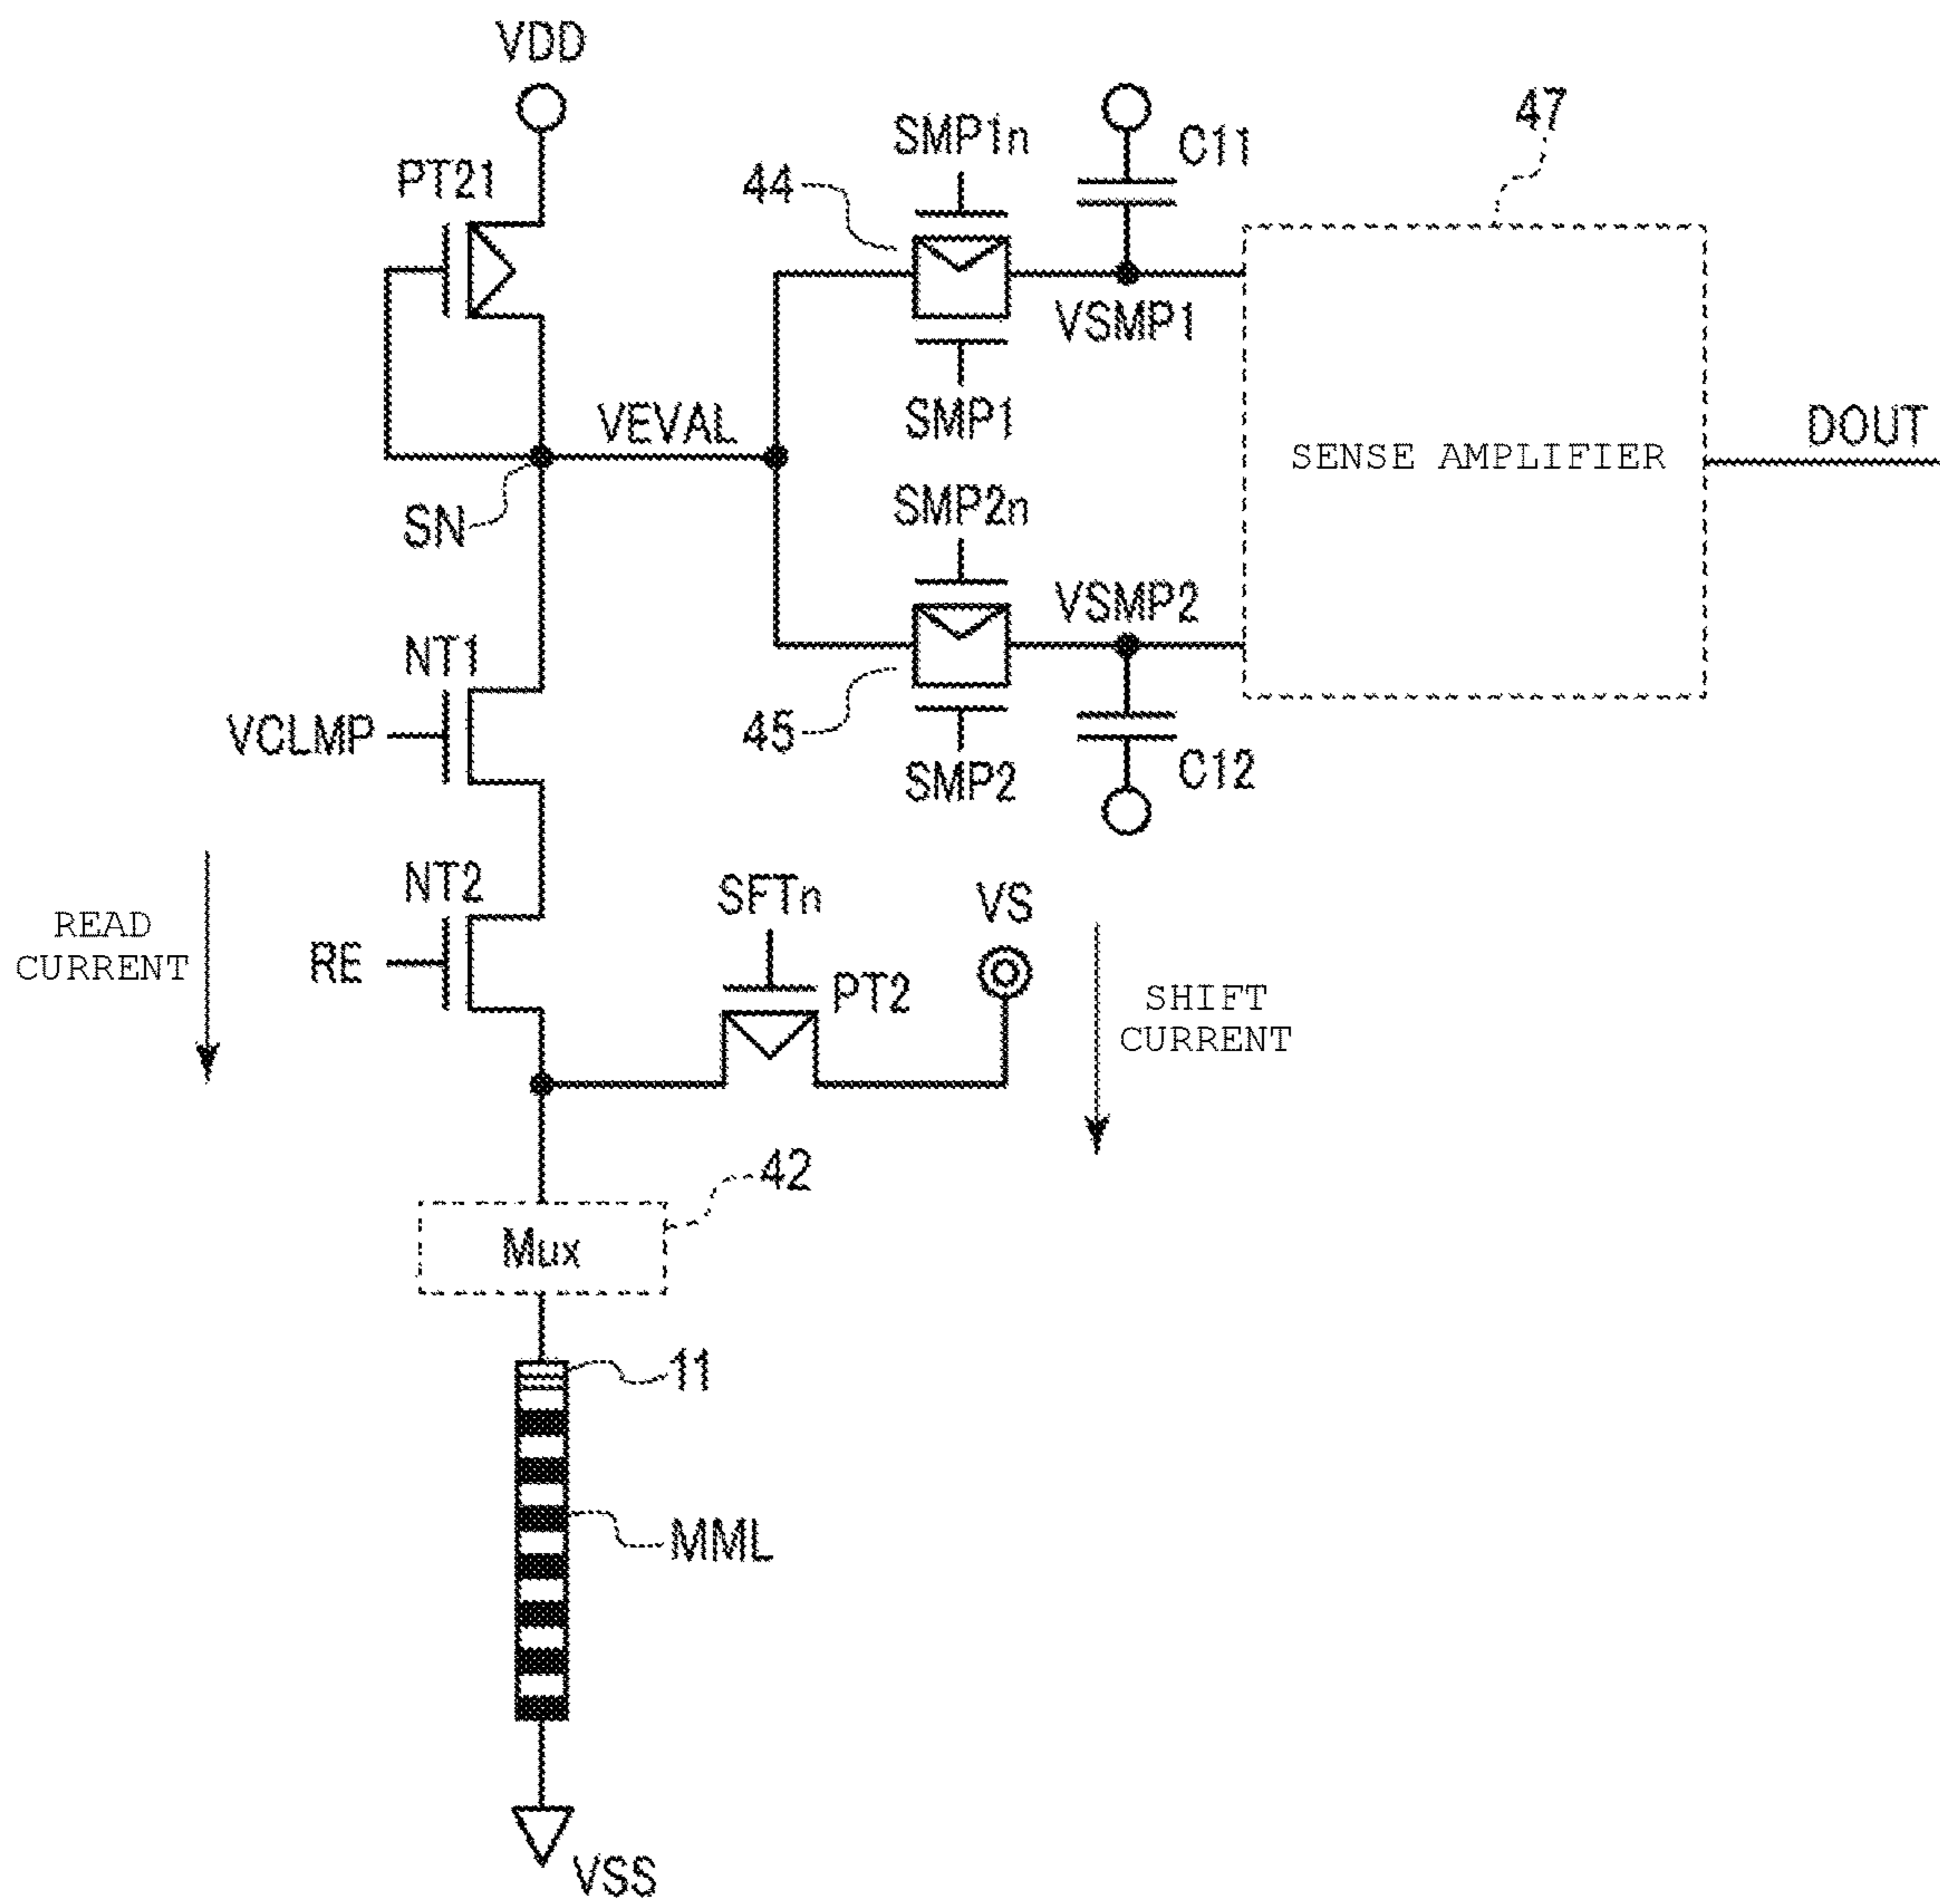 VDD
47
SMP1n
C11
PT21
44
VSMP1
SMP1
VEVAL
DOUT
SENSE AMPLIFIER
SMP2n
SN
VSMP2
NT1
45
VCLMP
SMP2
C12
NT2
SFTn
VS
READ
CURRENT
RE
PT2
SHIFT
CURRENT
42
Mux
11
MML
VSS